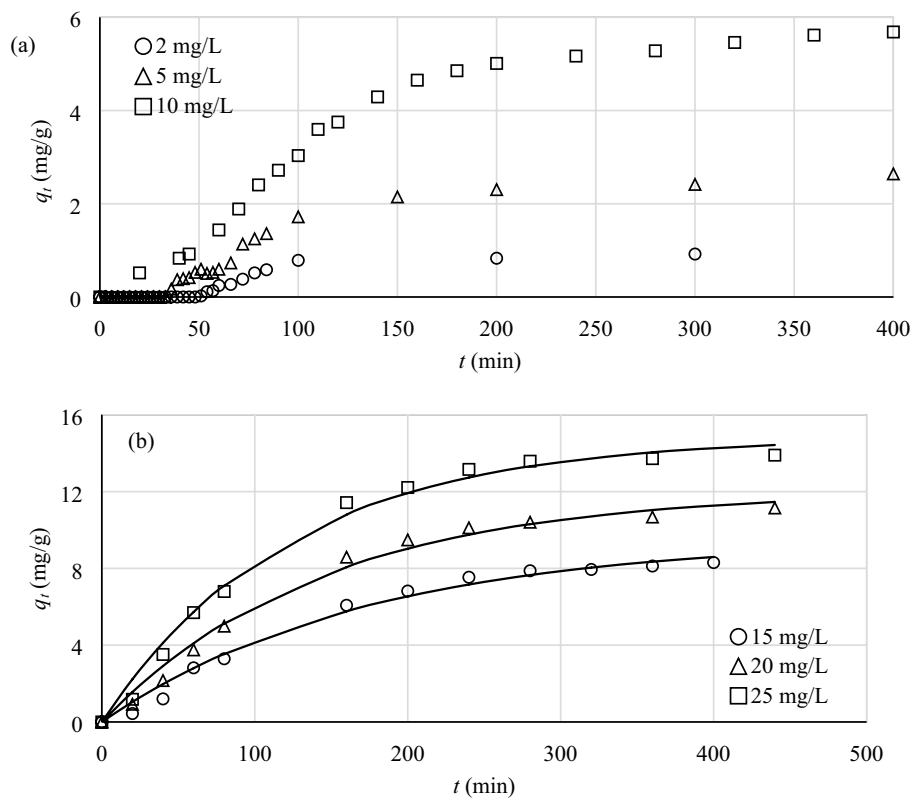 (a)
2 mg/L
5 mg/L
10 mg/L
q_t (mg/g)
6
4
2
0
0 50 100 150 200 250 300 350 400
t (min)
(b)
q_t (mg/g)
16
12
8
4
0
15 mg/L
20 mg/L
25 mg/L
0 100 200 300 400 500
t (min)